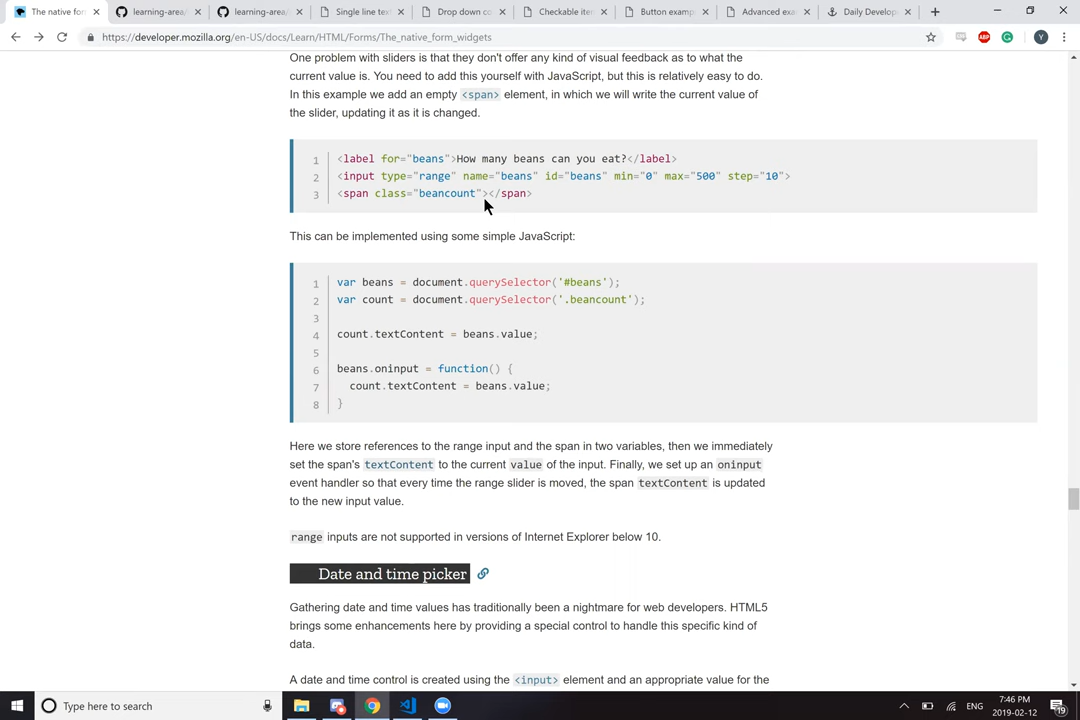 The native for
learning-area/
learning-area/
Single line tex
Drop down co
Checkable ite
Button examp
Advanced exa
Daily Develop
https://developer.mozilla.org/en-US/docs/Learn/HTML/Forms/The_native_form_widgets
ABP
Y
One problem with sliders is that they don't offer any kind of visual feedback as to what the
current value is. You need to add this yourself with JavaScript, but this is relatively easy to do.
In this example we add an empty <span> element, in which we will write the current value of
the slider, updating it as it is changed.
1 <label for="beans">How many beans can you eat?</label>
2 <input type="range" name="beans" id="beans" min="0" max="500" step="10">
3 <span class="beancount"></span>
This can be implemented using some simple JavaScript:
1 var beans = document.querySelector('#beans');
2 var count = document.querySelector('.beancount');
3
4 count.textContent = beans.value;
5
6 beans.oninput = function() {
7 count.textContent = beans.value;
8 }
Here we store references to the range input and the span in two variables, then we immediately
set the span's textContent to the current value of the input. Finally, we set up an oninput
event handler so that every time the range slider is moved, the span textContent is updated
to the new input value.
range inputs are not supported in versions of Internet Explorer below 10.
Date and time picker
Gathering date and time values has traditionally been a nightmare for web developers. HTML5
brings some enhancements here by providing a special control to handle this specific kind of
data.
A date and time control is created using the <input> element and an appropriate value for the
Type here to search
ENG
7:46 PM
2019-02-12
19